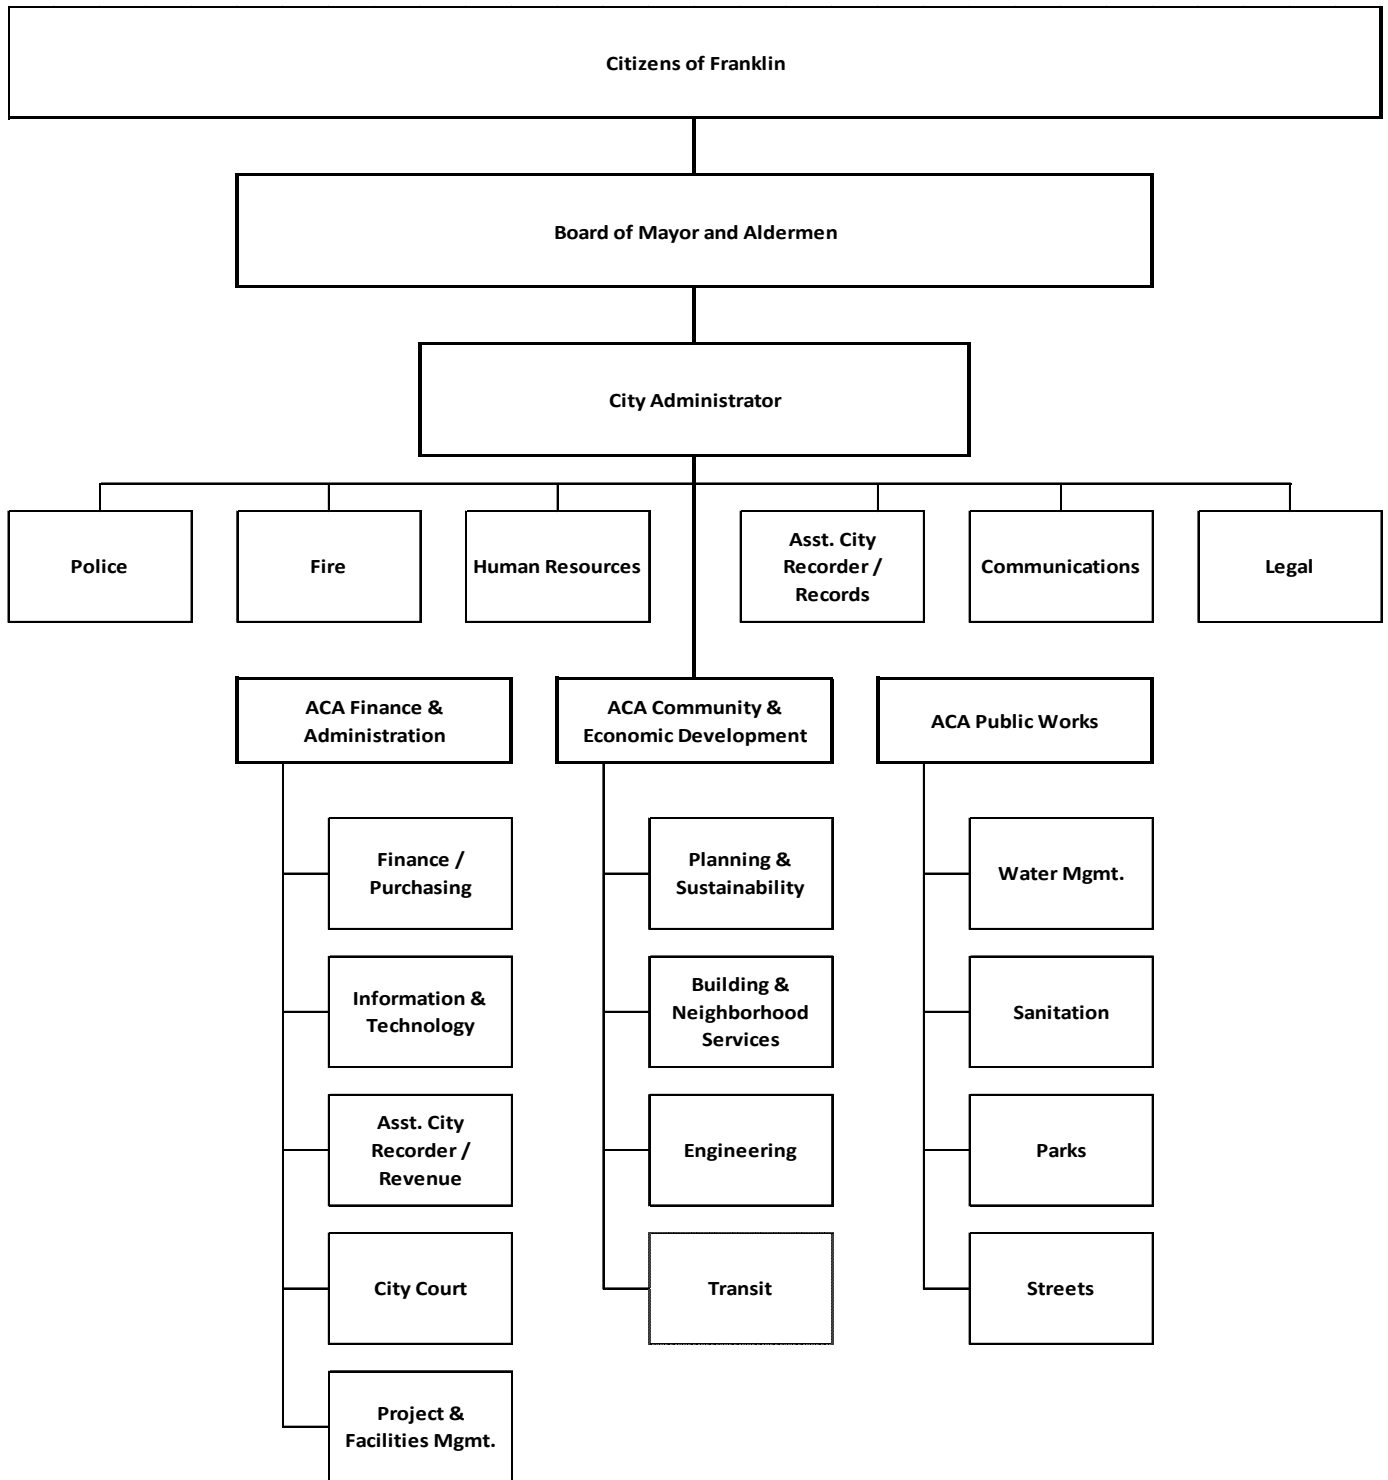 Citizens of Franklin
Board of Mayor and Aldermen
City Administrator
Police
Fire
Human Resources
Asst. City
Recorder /
Records
Communications
Legal
ACA Finance &
Administration
ACA Community &
Economic Development
ACA Public Works
Finance /
Purchasing
Planning &
Sustainability
Water Mgmt.
Information &
Technology
Building &
Neighborhood
Services
Sanitation
Asst. City
Recorder /
Revenue
Engineering
Parks
City Court
Transit
Streets
Project &
Facilities Mgmt.